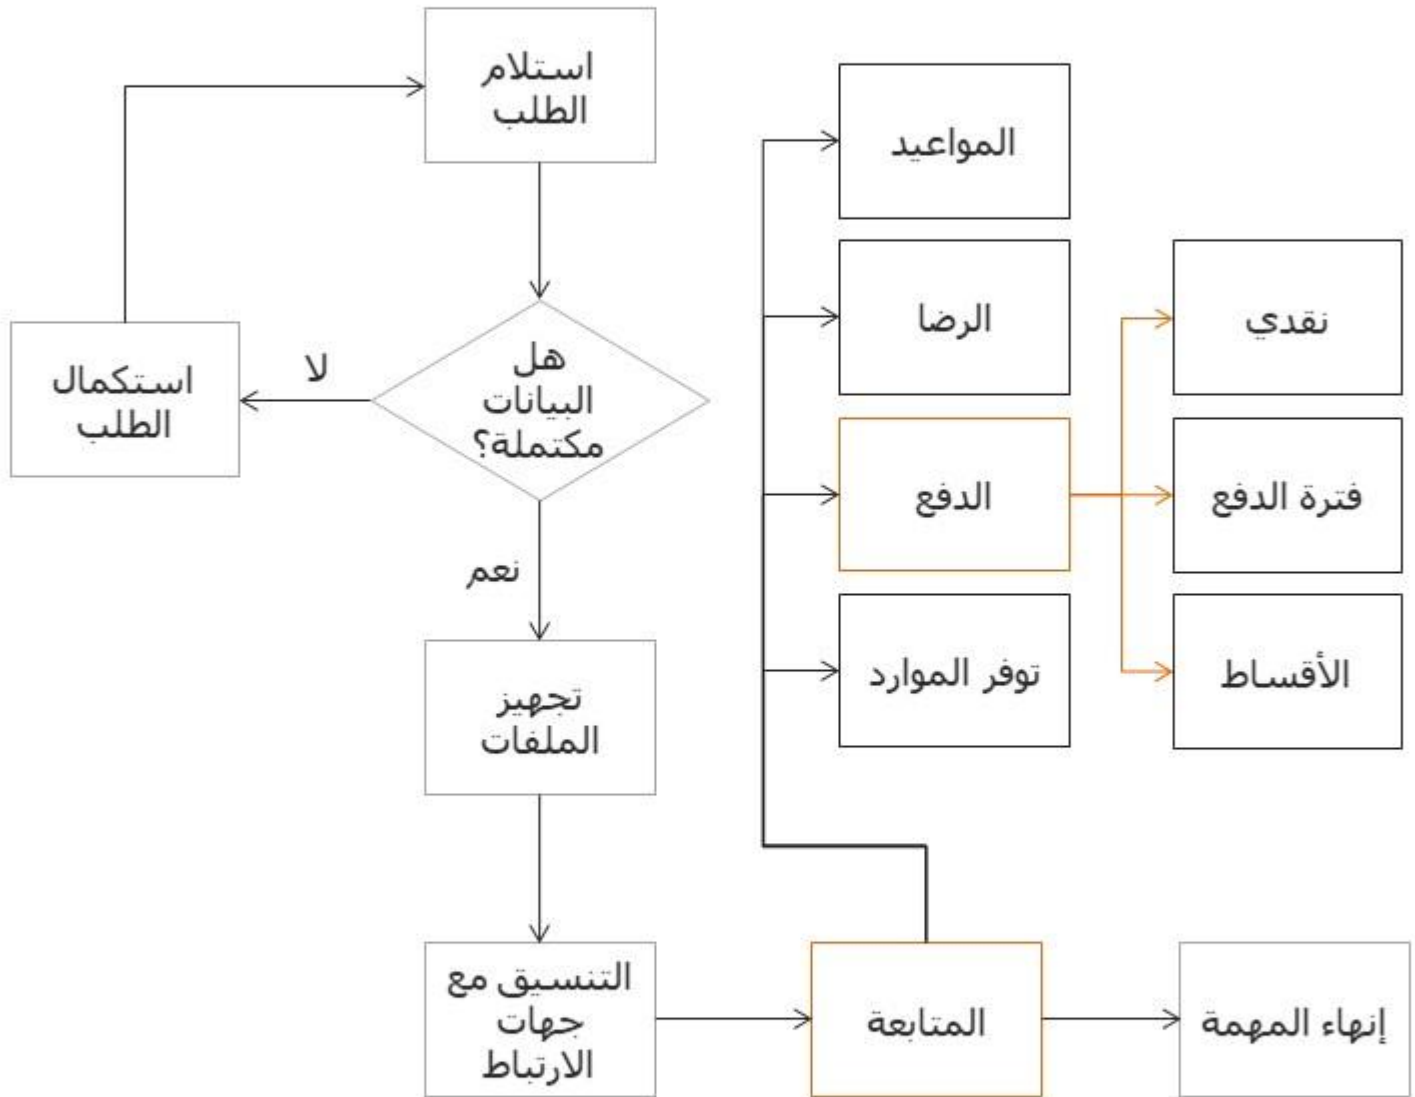 استلام
الطلب
هل
البيانات
مكتملة؟
لا
استكمال
الطلب
نعم
تجهيز
الملفات
التنسيق مع
جهات
الارتباط
المتابعة
إنهاء المهمة
المواعيد
الرضا
الدفع
توفر الموارد
نقدي
فترة الدفع
الأقساط